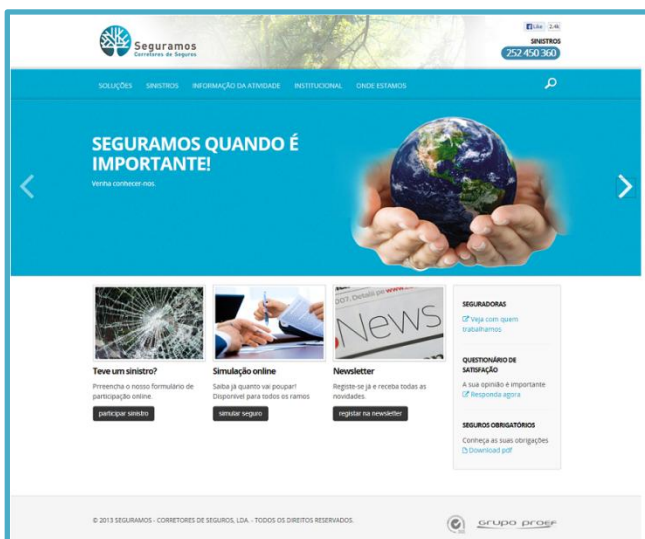 Seguramos
Corretores de Seguros
Like 2.4k
SINISTROS
252 450 360
SOLUÇÕES SINISTROS INFORMAÇÃO DA ATIVIDADE INSTITUCIONAL ONDE ESTAMOS
SEGURAMOS QUANDO É
IMPORTANTE!
Venha conhecer-nos.
News
Teve um sinistro?
Prreencha o nosso formulário de
participação online
participar sinistro
Simulação online
Saiba já quanto vai poupar!
Disponível para todos os ramos
simular seguro
Newsletter
Registe-se já e receba todas as
novidades.
registar na newsletter
SEGURADORAS
Veja com quem
trabalhamos
QUESTIONÁRIO DE
SATISFAÇÃO
A sua opinião é importante
Responda agora
SEGUROS OBRIGATÓRIOS
Conheça as suas obrigações
Download pdf
© 2013 SEGURAMOS - CORRETORES DE SEGUROS, LDA. - TODOS OS DIREITOS RESERVADOS.
GRUPO PROEF